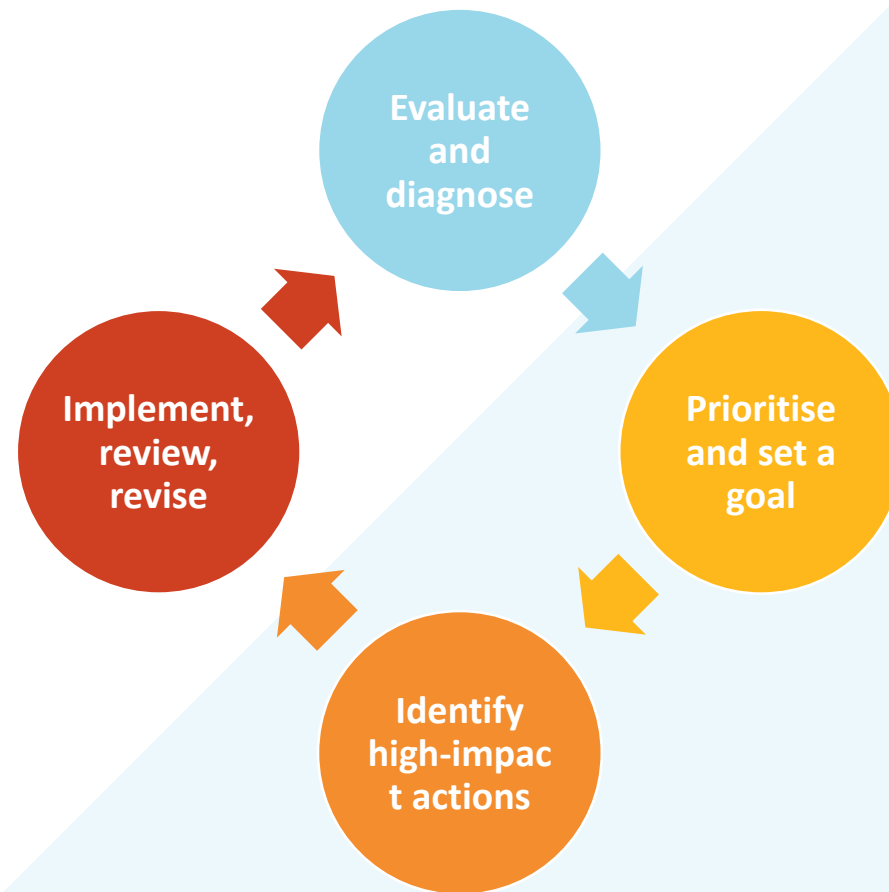 Evaluate
and
diagnose
Prioritise
and set a
goal
Identify
high-impac
t actions
Implement,
review,
revise